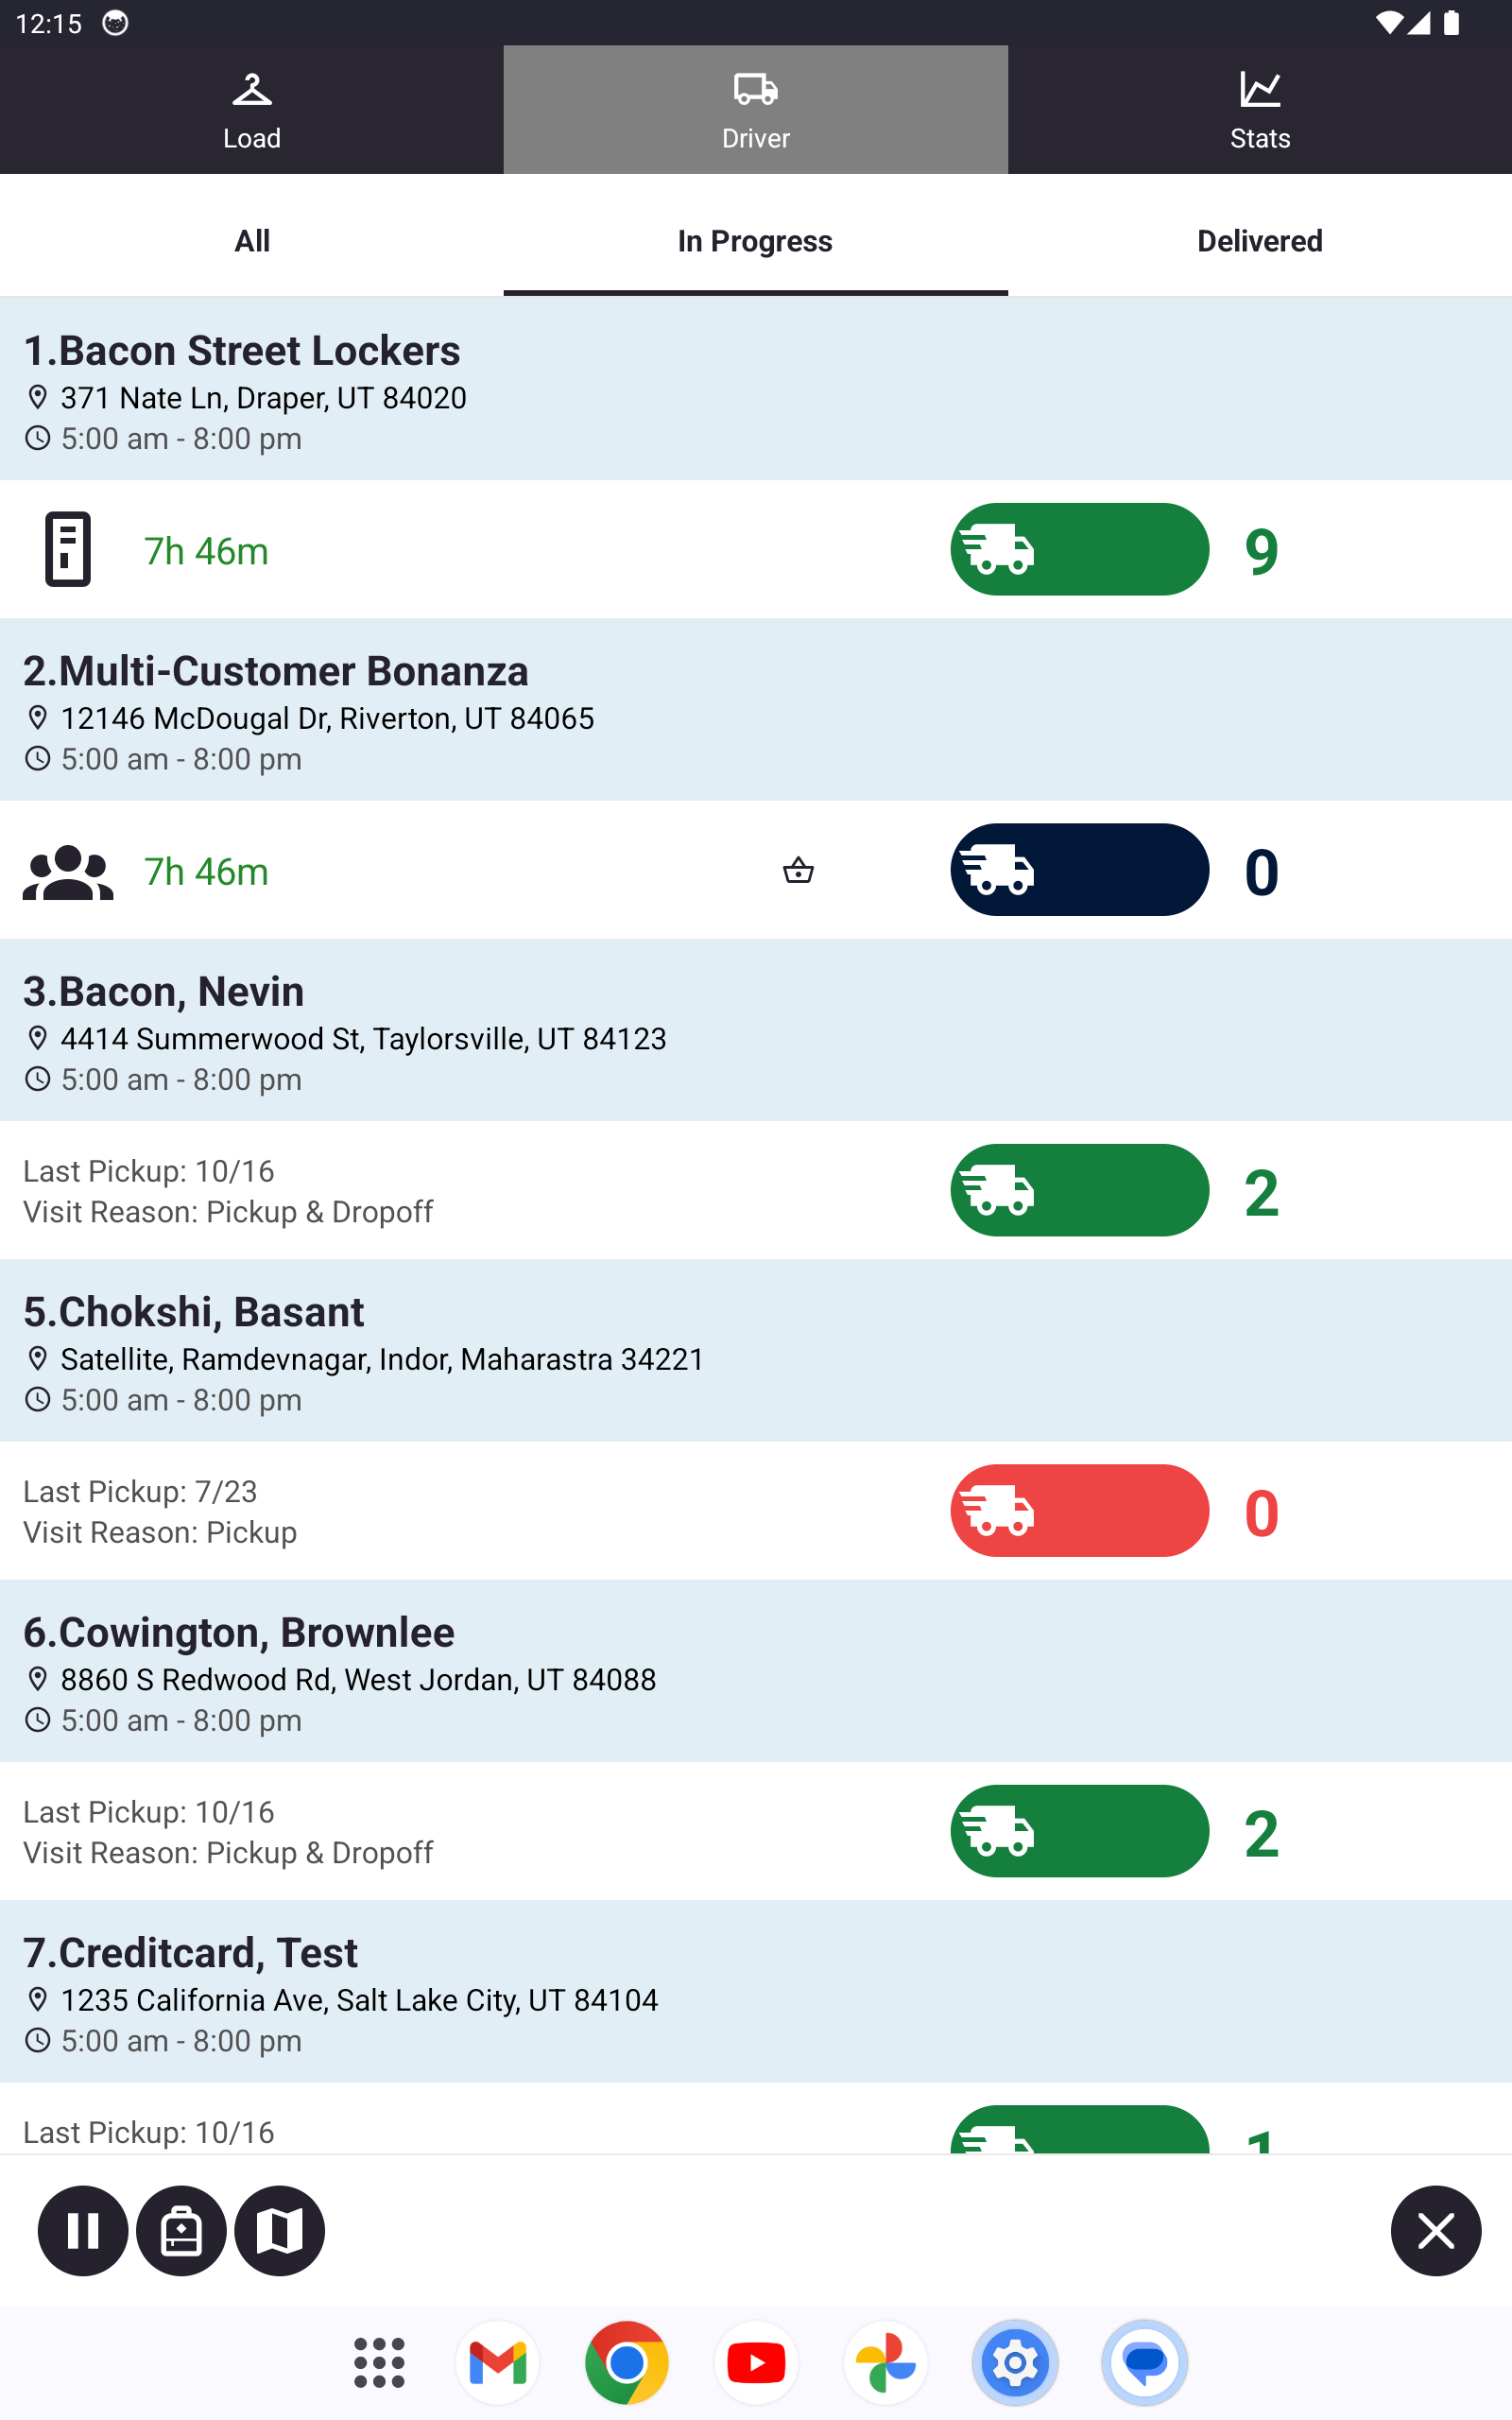 12:15
Load
Driver
Stats
All
In Progress
Delivered
1.Bacon Street Lockers
371 Nate Ln, Draper, UT 84020
5:00 am - 8:00 pm
7h 46m
9
2.Multi-Customer Bonanza
12146 McDougal Dr, Riverton, UT 84065
5:00 am - 8:00 pm
7h 46m
0
3.Bacon, Nevin
4414 Summerwood St, Taylorsville, UT 84123
5:00 am - 8:00 pm
Last Pickup: 10/16
Visit Reason: Pickup & Dropoff
2
5.Chokshi, Basant
Satellite, Ramdevnagar, Indor, Maharastra 34221
5:00 am - 8:00 pm
Last Pickup: 7/23
Visit Reason: Pickup
0
6.Cowington, Brownlee
8860 S Redwood Rd, West Jordan, UT 84088
5:00 am - 8:00 pm
Last Pickup: 10/16
Visit Reason: Pickup & Dropoff
2
7.Creditcard, Test
1235 California Ave, Salt Lake City, UT 84104
5:00 am - 8:00 pm
Last Pickup: 10/16
1